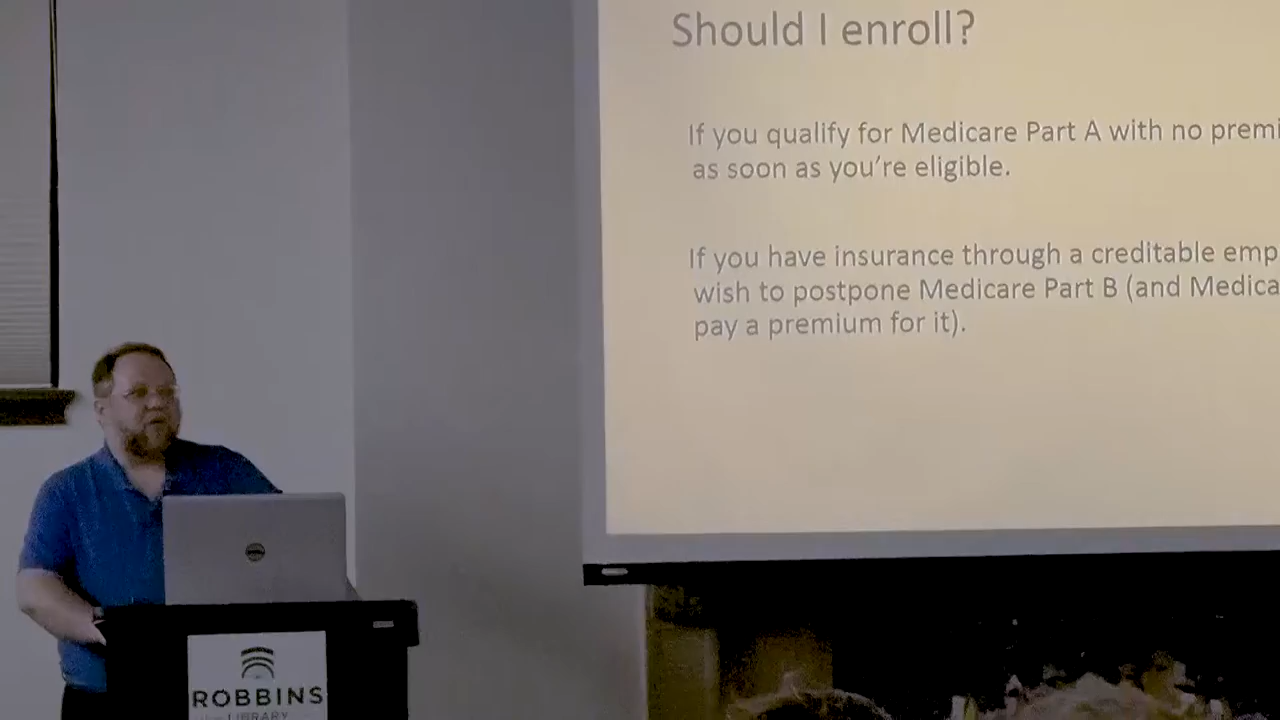 Should I enroll?
If you qualify for Medicare Part A with no premi
as soon as you're eligible.
If you have insurance through a creditable emp
wish to postpone Medicare Part B (and Medica
pay a premium for it).
ROBBINS
LIBRARY